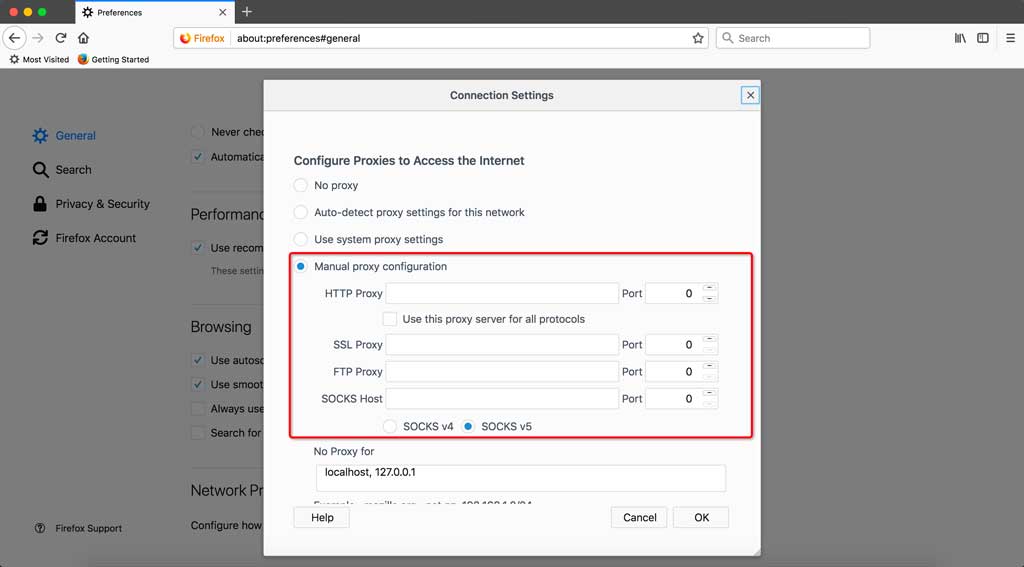 Preferences
Firefox about:preferences#general Search
Most Visited Getting Started
Connection Settings
General
Search
Privacy & Security
Firefox Account
Firefox Support
Never chec
Automatica
Performanc
Use recom
These settin
Browsing
Use autosc
Use smoot
Always use
Search for
Network Pr
Configure how
Configure Proxies to Access the Internet
No proxy
Auto-detect proxy settings for this network
Use system proxy settings
Manual proxy configuration
HTTP Proxy Port 0
Use this proxy server for all protocols
SSL Proxy Port 0
FTP Proxy Port 0
SOCKS Host Port 0
SOCKS v4 SOCKS v5
No Proxy for
localhost, 127.0.0.1
Help Cancel OK